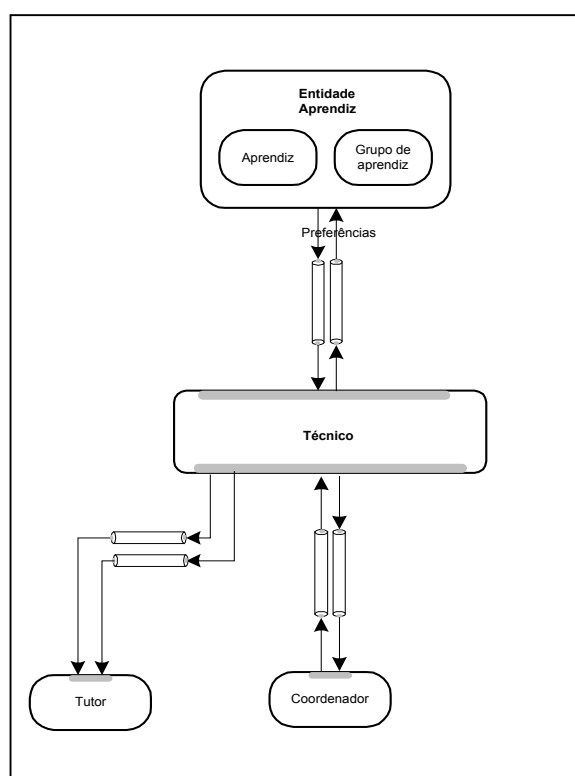 Entidade
Aprendiz
Aprendiz
Grupo de
aprendiz
Preferências
Técnico
Tutor
Coordenador